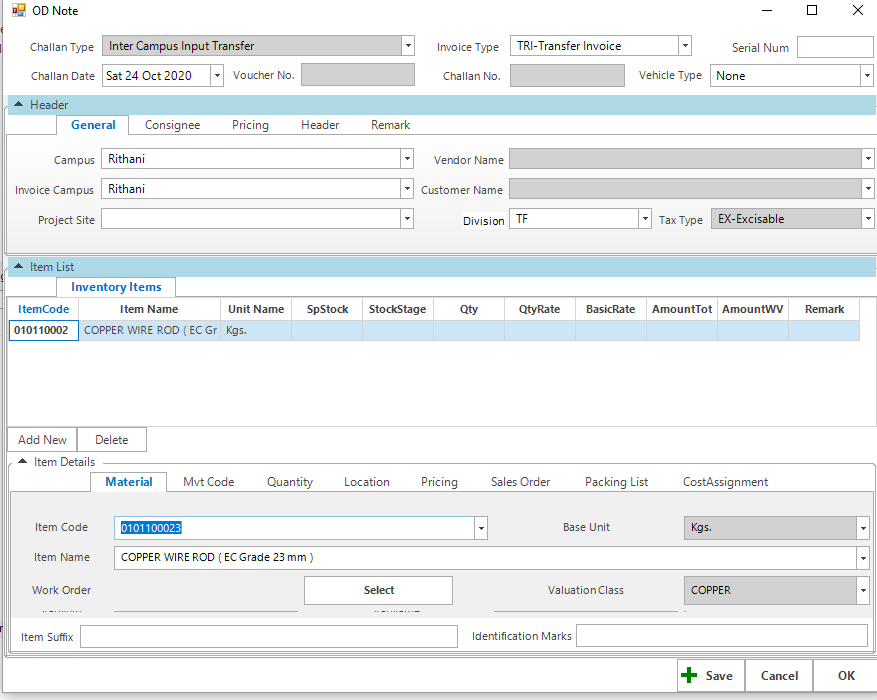 OD Note
Challan Type Inter Campus Input Transfer Invoice Type TRI-Transfer Invoice Serial Num
Challan Date Sat 24 Oct 2020 Voucher No. Challan No. Vehicle Type None
Header
General Consignee Pricing Header Remark
Campus Rithani Vendor Name
Invoice Campus Rithani Customer Name
Project Site Division TF Tax Type EX-Excisable
Item List
Inventory Items
ItemCode Item Name Unit Name SpStock StockStage Qty QtyRate BasicRate AmountTot AmountWV Remark
010110002 COPPER WIRE ROD ( EC Gr Kgs.
Add New Delete
Item Details
Material Mvt Code Quantity Location Pricing Sales Order Packing List CostAssignment
Item Code 0101100023 Base Unit Kgs.
Item Name COPPER WIRE ROD ( EC Grade 23 mm )
Work Order Select Valuation Class COPPER
Item Suffix Identification Marks
Save Cancel OK